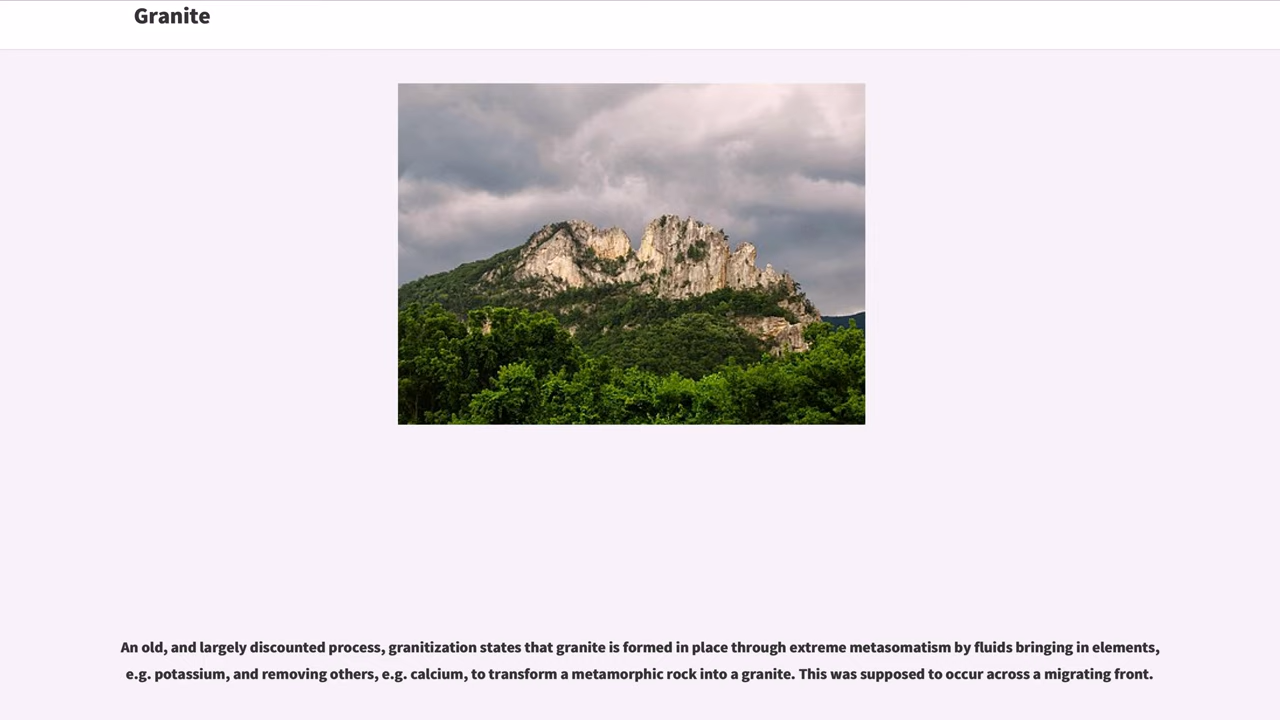 Granite
An old, and largely discounted process, granitization states that granite is formed in place through extreme metasomatism by fluids bringing in elements,
e.g. potassium, and removing others, e.g. calcium, to transform a metamorphic rock into a granite. This was supposed to occur across a migrating front.